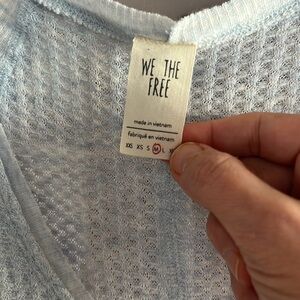 WE THE
FREE
made in vietnam
fabriqué en vietnam
XXS XS S M L